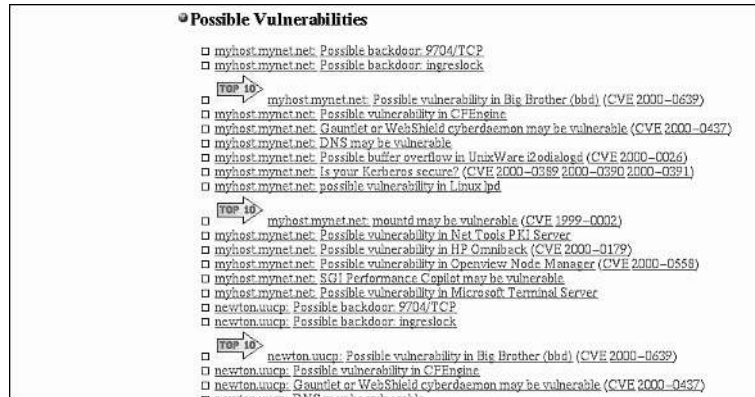 Possible Vulnerabilities
myhost.mynet.net: Possible backdoor: 9704/TCP
myhost.mynet.net: Possible backdoor: ingreslock
TOP 10
myhost.mynet.net: Possible vulnerability in Big Brother (bbd) (CVE 2000-0639)
myhost.mynet.net: Possible vulnerability in CFEngine
myhost.mynet.net: Gauntlet or WebShield cyberdaemon may be vulnerable (CVE 2000-0437)
myhost.mynet.net: DNS may be vulnerable
myhost.mynet.net: Possible buffer overflow in UnixWare i2odialogd (CVE 2000-0026)
myhost.mynet.net: Is your Kerberos secure? (CVE 2000-0389 2000-0390 2000-0391)
myhost.mynet.net: possible vulnerability in Linux lpd
TOP 10
myhost.mynet.net: mountd may be vulnerable (CVE 1999-0002)
myhost.mynet.net: Possible vulnerability in Net Tools PKI Server
myhost.mynet.net: Possible vulnerability in HP Omniback (CVE 2000-0179)
myhost.mynet.net: Possible vulnerability in Openview Node Manager (CVE 2000-0558)
myhost.mynet.net: SGI Performance Copilot may be vulnerable
myhost.mynet.net: Possible vulnerability in Microsoft Terminal Server
newton.uucp: Possible backdoor: 9704/TCP
newton.uucp: Possible backdoor: ingreslock
TOP 10
newton.uucp: Possible vulnerability in Big Brother (bbd) (CVE 2000-0639)
newton.uucp: Possible vulnerability in CFEngine
newton.uucp: Gauntlet or WebShield cyberdaemon may be vulnerable (CVE 2000-0437)